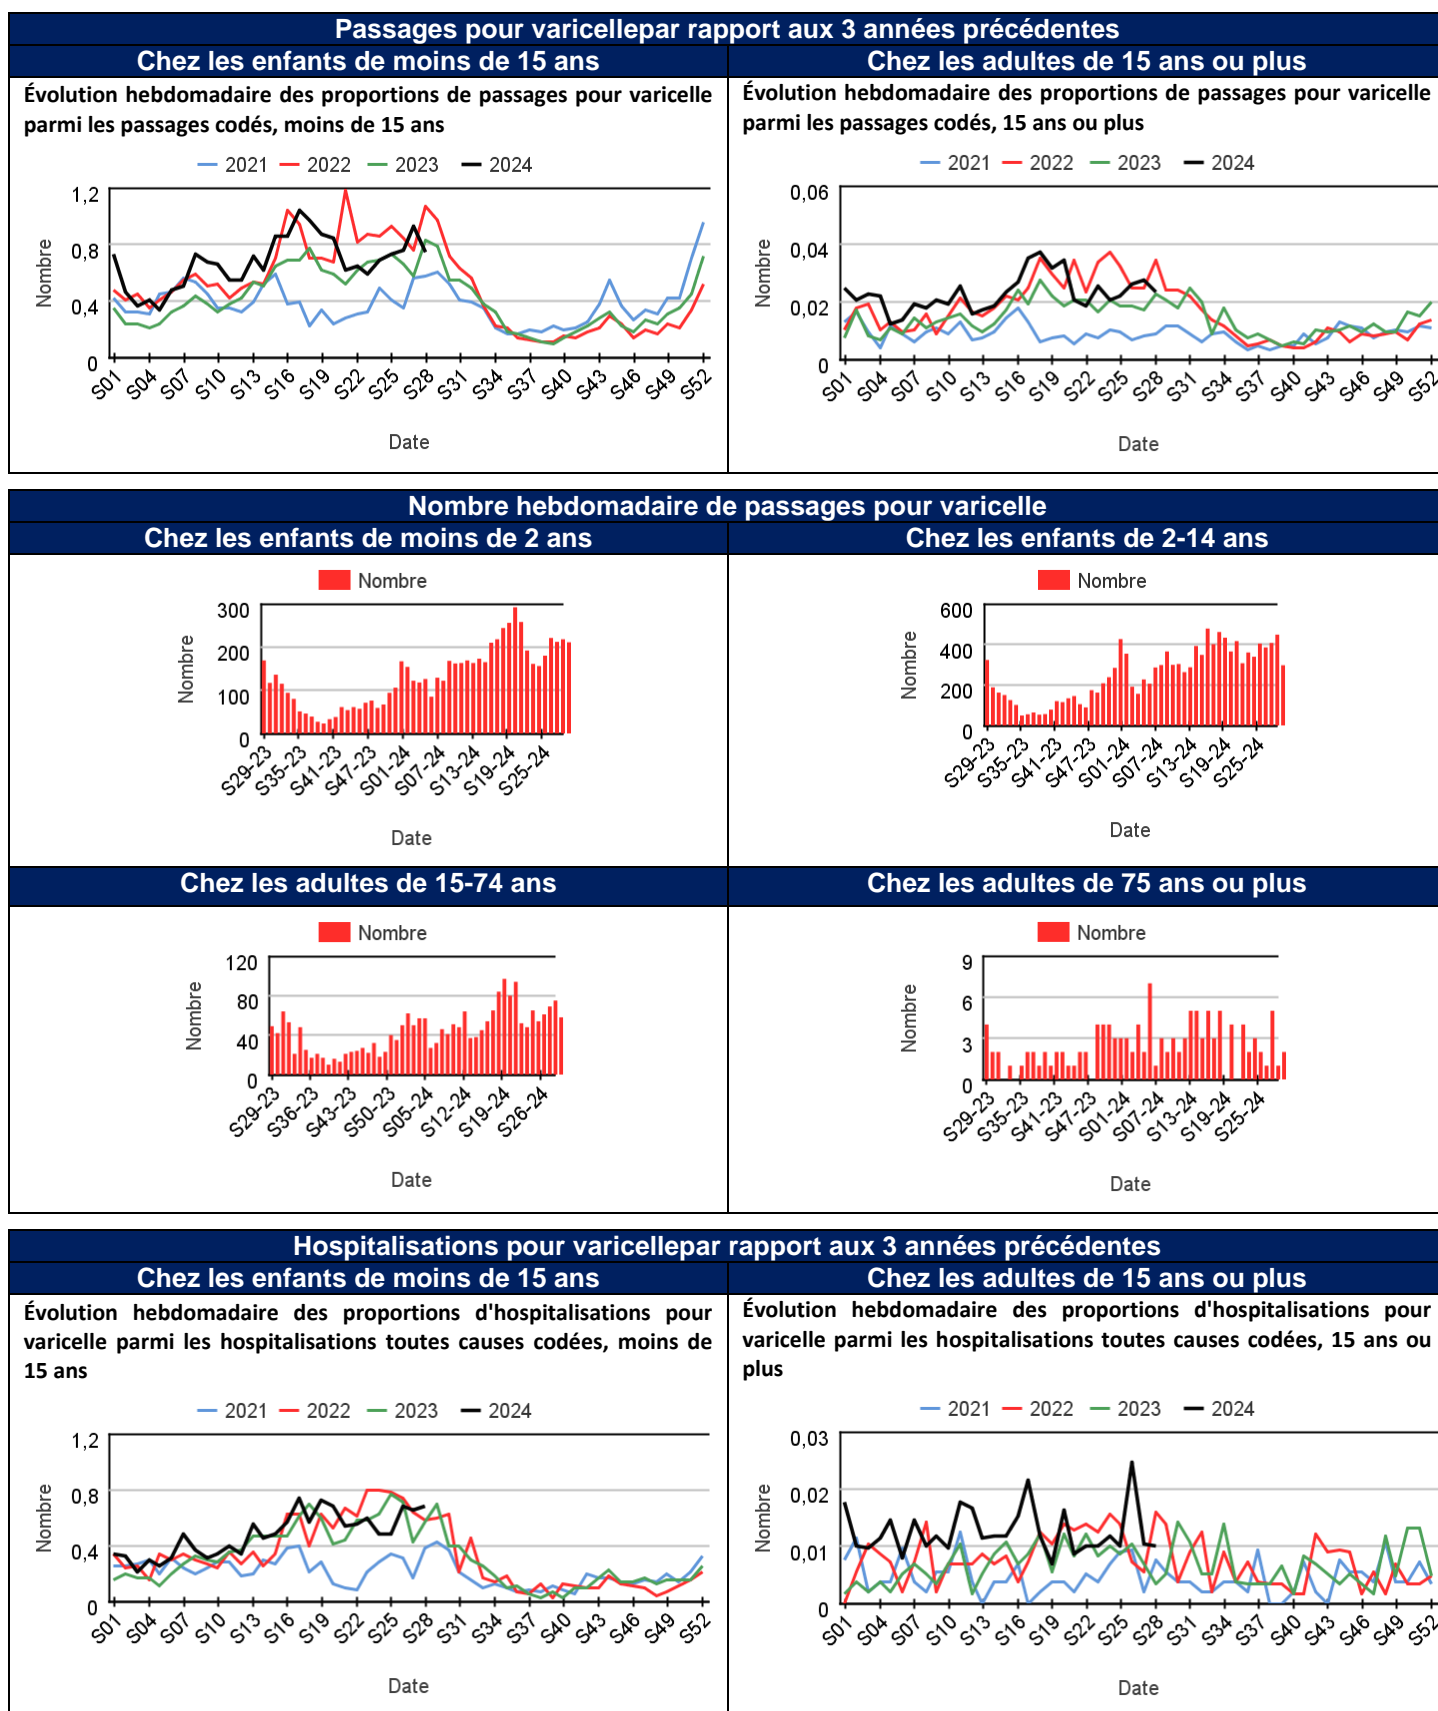 Passages pour varicellepar rapport aux 3 années précédentes
Chez les enfants de moins de 15 ans
Chez les adultes de 15 ans ou plus
Évolution hebdomadaire des proportions de passages pour varicelle
parmi les passages codés, moins de 15 ans
2021 2022 2023 2024
1,2
0,8
0,4
0
Nombre
S01 S04 S07 S10 S13 S16 S19 S22 S25 S28 S31 S34 S37 S40 S43 S46 S49 S52
Date
Évolution hebdomadaire des proportions de passages pour varicelle
parmi les passages codés, 15 ans ou plus
2021 2022 2023 2024
0,06
0,04
0,02
0
Nombre
S01 S04 S07 S10 S13 S16 S19 S22 S25 S28 S31 S34 S37 S40 S43 S46 S49 S52
Date
Nombre hebdomadaire de passages pour varicelle
Chez les enfants de moins de 2 ans
Chez les enfants de 2-14 ans
Nombre
300
200
100
0
Nombre
S29-23 S35-23 S41-23 S47-23 S01-24 S07-24 S13-24 S19-24 S25-24
Date
Nombre
600
400
200
0
Nombre
S29-23 S35-23 S41-23 S47-23 S01-24 S07-24 S13-24 S19-24 S25-24
Date
Chez les adultes de 15-74 ans
Chez les adultes de 75 ans ou plus
Nombre
120
80
40
0
Nombre
S29-23 S36-23 S43-23 S50-23 S05-24 S12-24 S19-24 S26-24
Date
Nombre
9
6
3
0
Nombre
S29-23 S35-23 S41-23 S47-23 S01-24 S07-24 S13-24 S19-24 S25-24
Date
Hospitalisations pour varicellepar rapport aux 3 années précédentes
Chez les enfants de moins de 15 ans
Chez les adultes de 15 ans ou plus
Évolution hebdomadaire des proportions d'hospitalisations pour
varicelle parmi les hospitalisations toutes causes codées, moins de
15 ans
2021 2022 2023 2024
1,2
0,8
0,4
0
Nombre
S01 S04 S07 S10 S13 S16 S19 S22 S25 S28 S31 S34 S37 S40 S43 S46 S49 S52
Date
Évolution hebdomadaire des proportions d'hospitalisations pour
varicelle parmi les hospitalisations toutes causes codées, 15 ans ou
plus
2021 2022 2023 2024
0,03
0,02
0,01
0
Nombre
S01 S04 S07 S10 S13 S16 S19 S22 S25 S28 S31 S34 S37 S40 S43 S46 S49 S52
Date